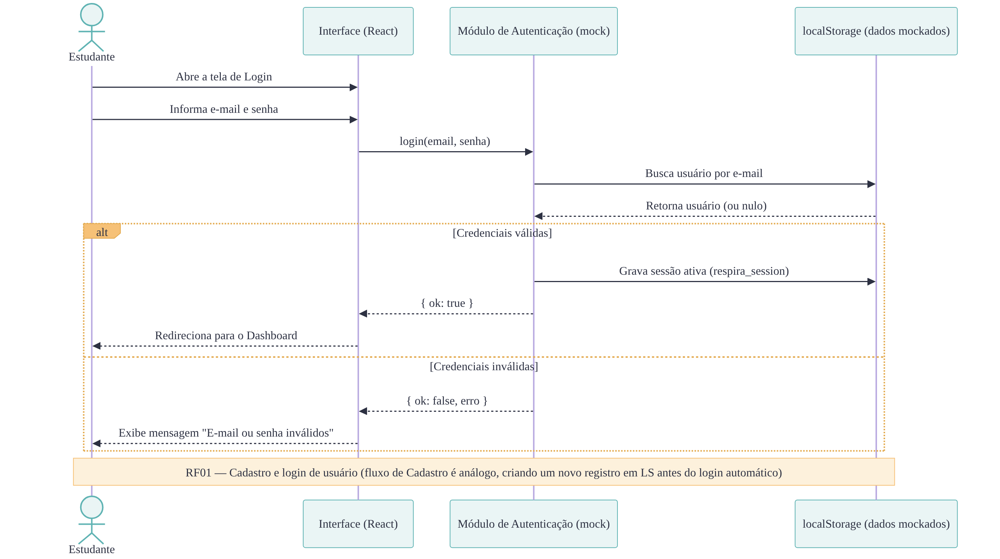 Estudante
Interface (React)
Módulo de Autenticação (mock)
localStorage (dados mockados)
Abre a tela de Login
Informa e-mail e senha
login(email, senha)
Busca usuário por e-mail
Retorna usuário (ou nulo)
alt
[Credenciais válidas]
Grava sessão ativa (respira_session)
{ ok: true }
Redireciona para o Dashboard
[Credenciais inválidas]
{ ok: false, erro }
Exibe mensagem "E-mail ou senha inválidos"
RF01 — Cadastro e login de usuário (fluxo de Cadastro é análogo, criando um novo registro em LS antes do login automático)
Estudante
Interface (React)
Módulo de Autenticação (mock)
localStorage (dados mockados)